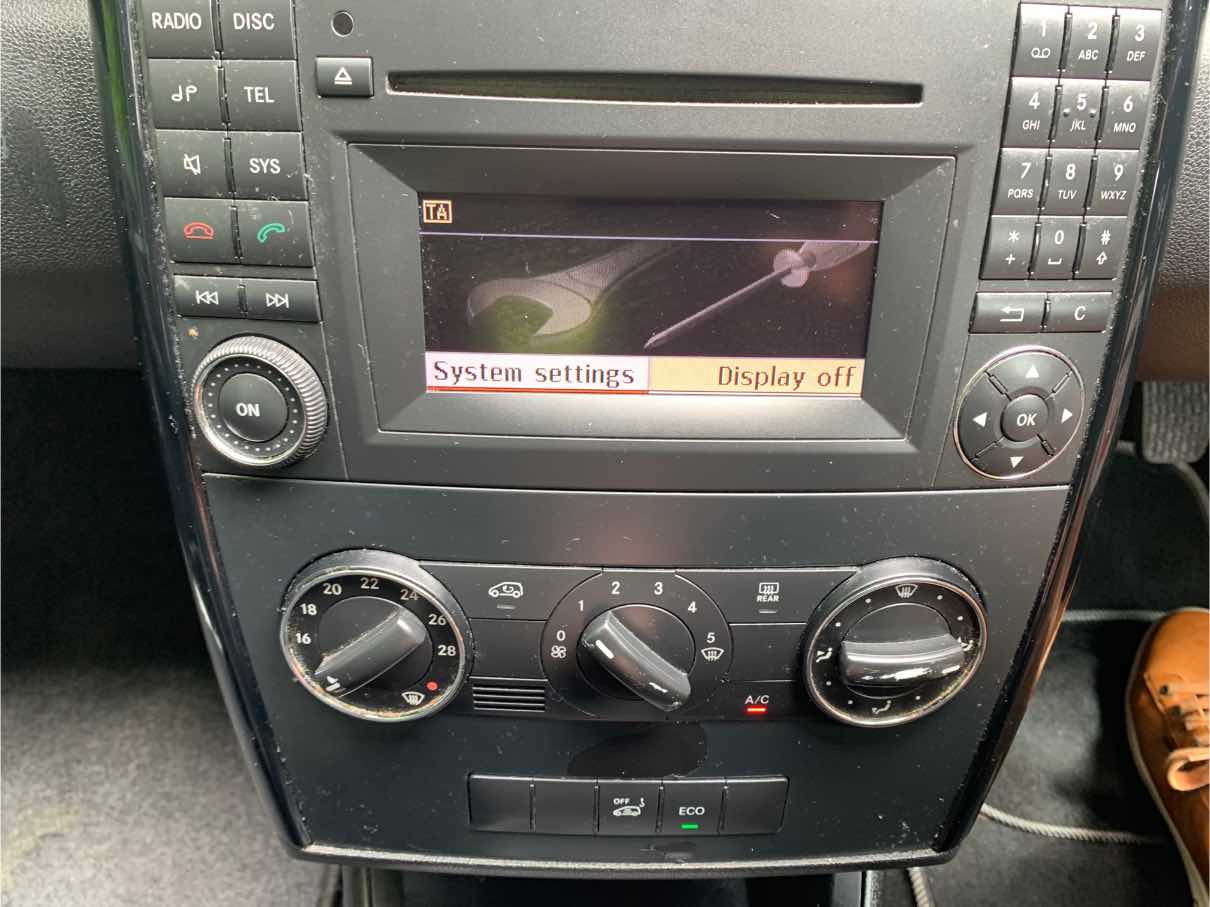 RADIO DISC
TEL
SYS
ON
TA
System settings Display off
1 2 3
ABC DEF
4 5 6
GHI JKL MNO
7 8 9
PQRS TUV WXYZ
* 0 #
+
C
OK
16 18 20 22 24 26 28
0 1 2 3 4 5
REAR
A/C
OFF
ECO